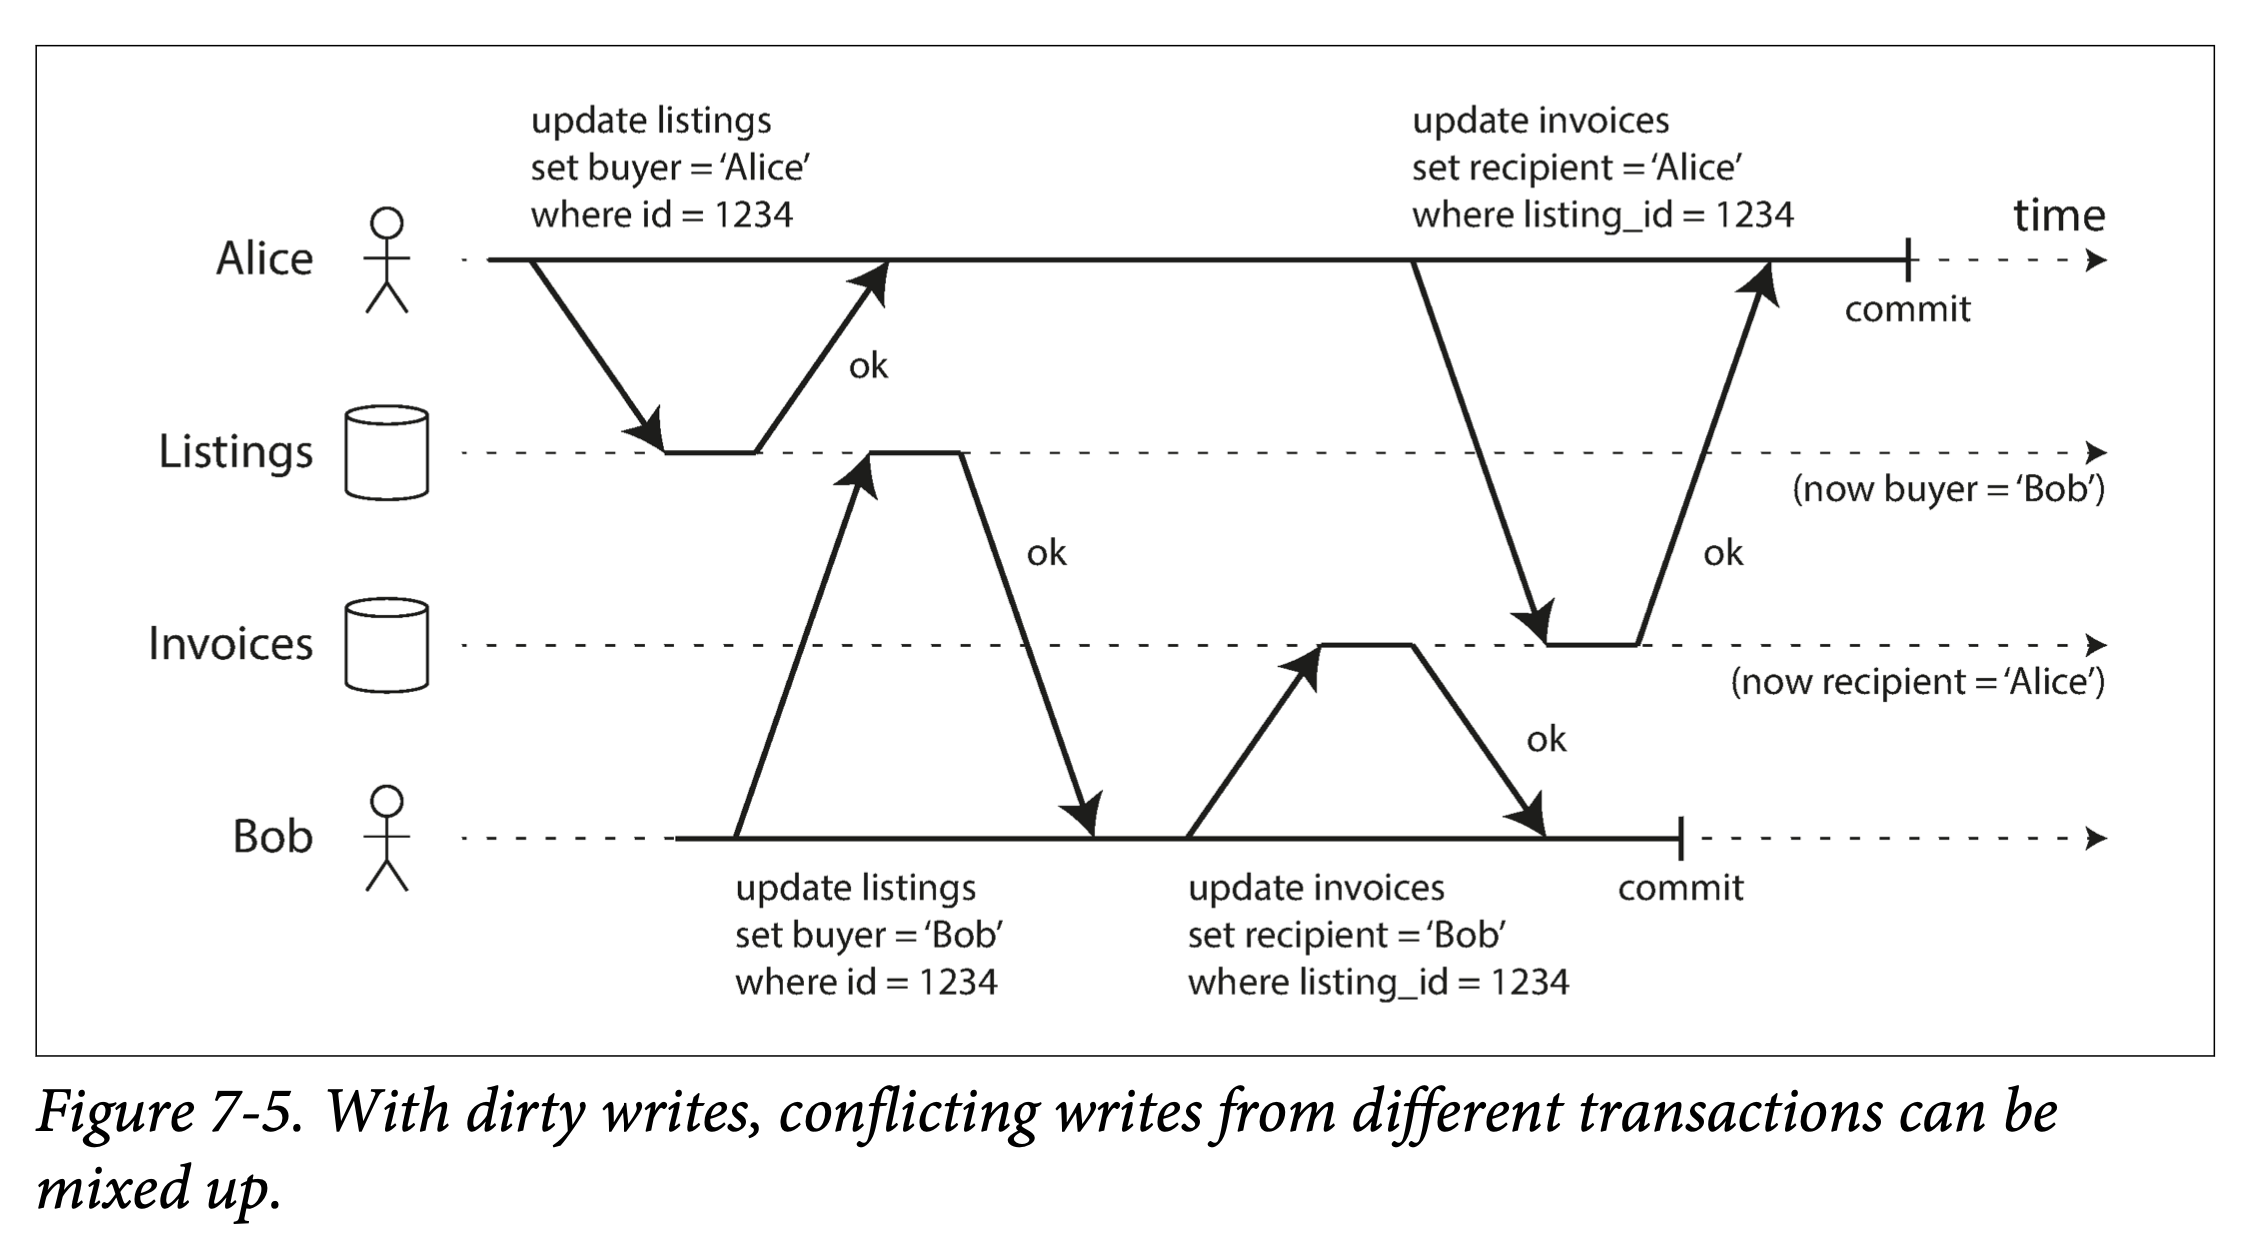 update listings
set buyer = ‘Alice’
where id = 1234
update invoices
set recipient = ‘Alice’
where listing_id = 1234
time
Alice
commit
ok
Listings
(now buyer = ‘Bob’)
ok
ok
Invoices
(now recipient = ‘Alice’)
ok
Bob
update listings
set buyer = ‘Bob’
where id = 1234
update invoices
set recipient = ‘Bob’
where listing_id = 1234
commit
Figure 7-5. With dirty writes, conflicting writes from different transactions can be
mixed up.